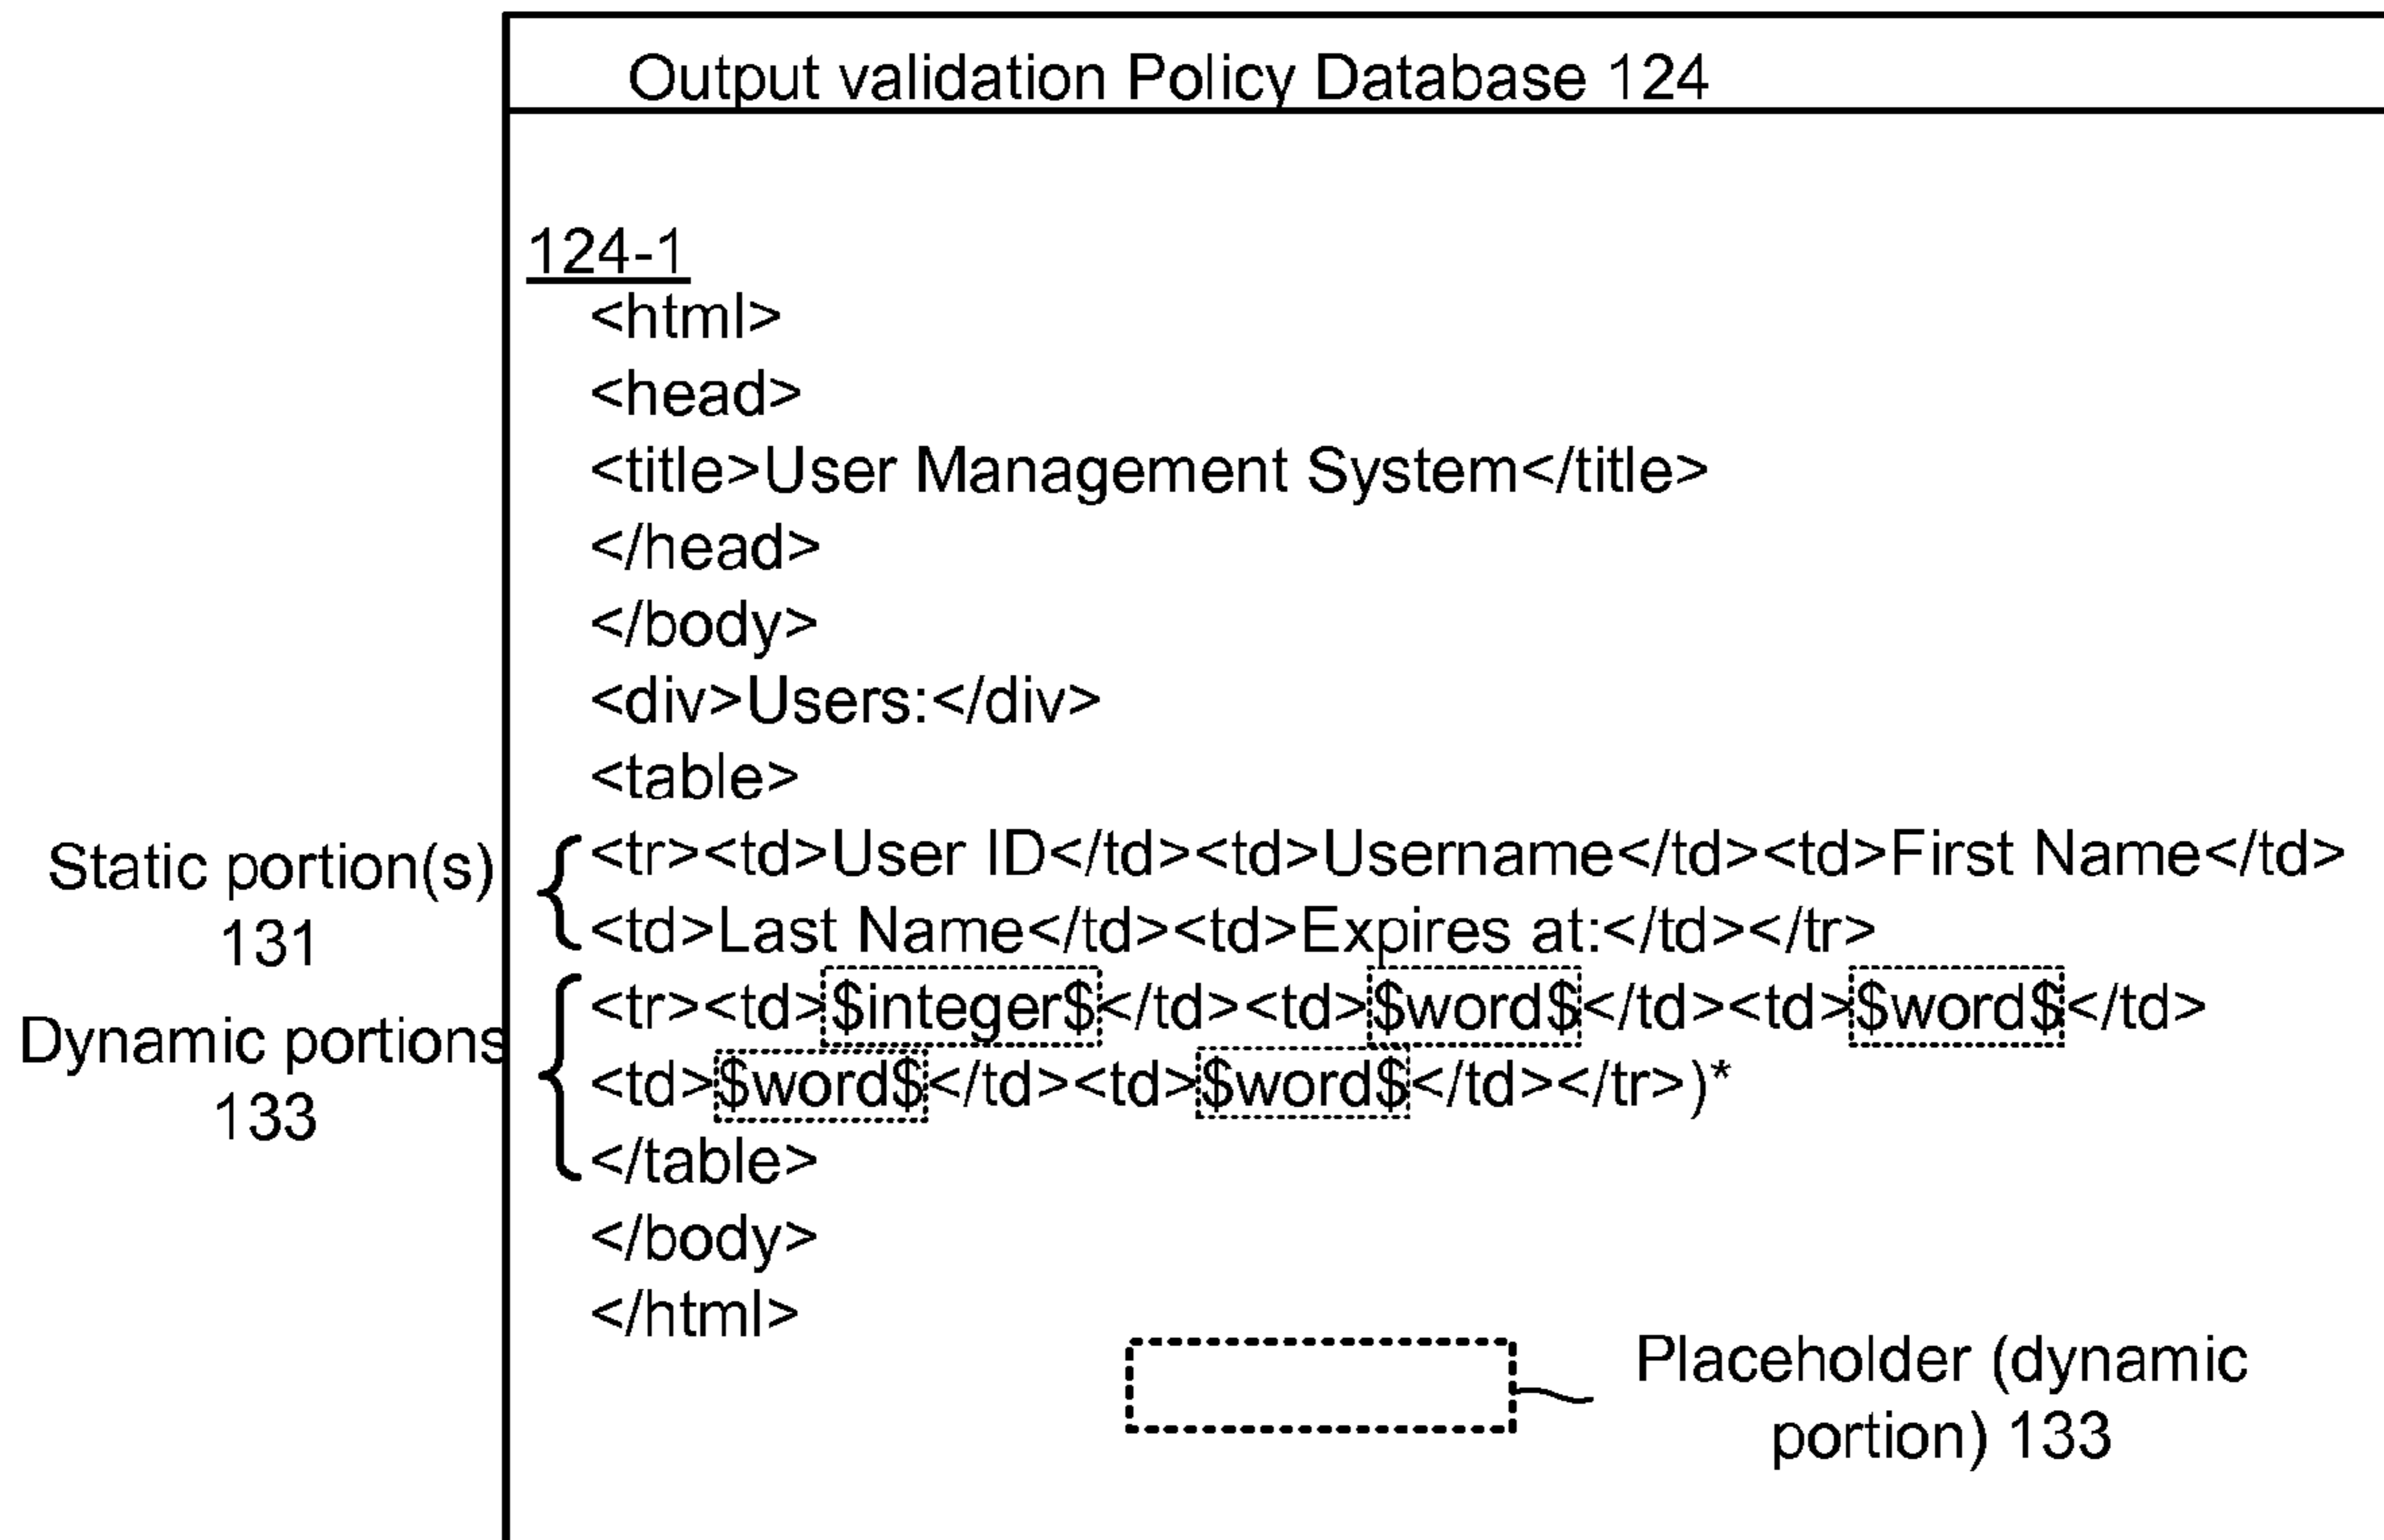 Output validation Policy Database 124
124-1
<html>
<head>
<title>User Management System</title>
</head>
</body>
<div>Users:</div>
<table>
Static portion(s)
131
<tr><td>User ID</td><td>Username</td><td>First Name</td>
<td>Last Name</td><td>Expires at:</td></tr>
Dynamic portions
133
<tr><td>$integer$</td><td>$word$</td><td>$word$</td>
<td>$word$</td><td>$word$</td></tr>)*
</table>
</body>
</html>
Placeholder (dynamic
portion) 133